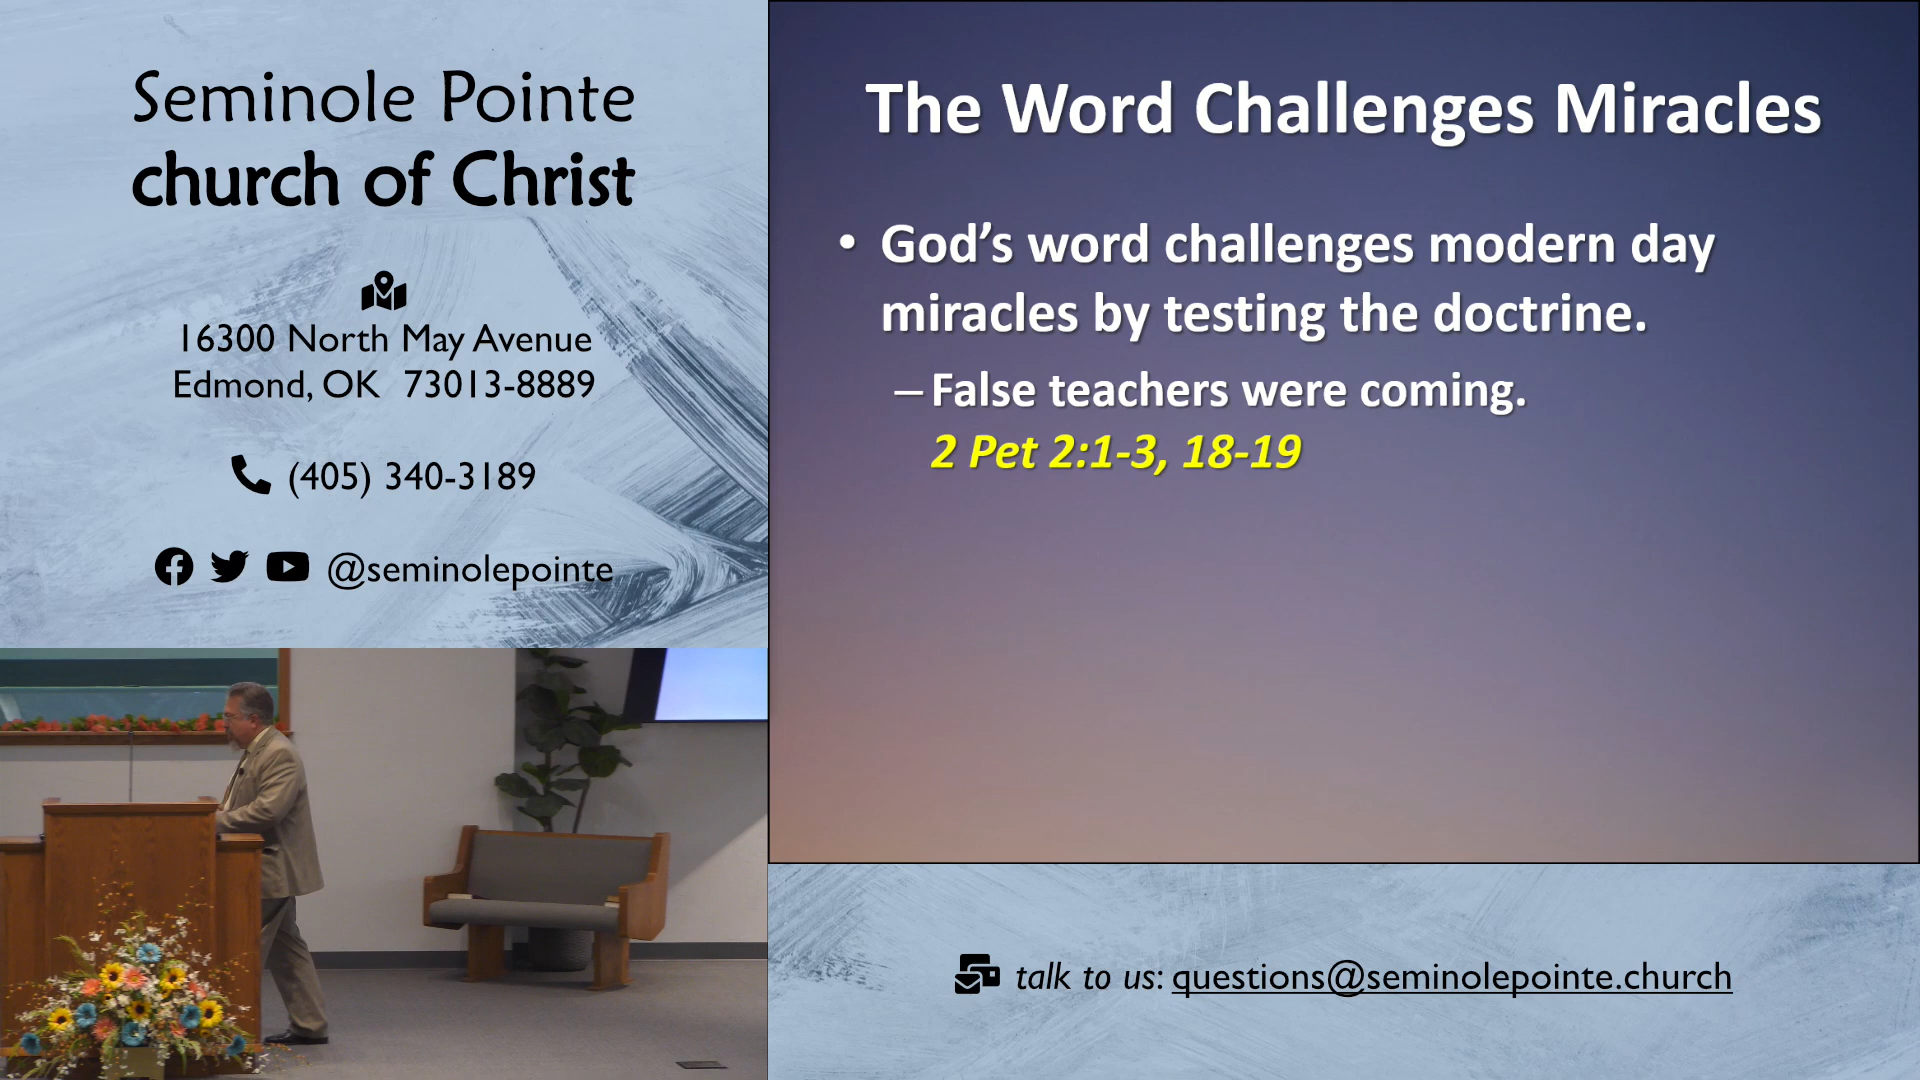 Seminole Pointe
church of Christ
16300 North May Avenue
Edmond, OK 73013-8889
(405) 340-3189
@seminolepointe
The Word Challenges Miracles
• God's word challenges modern day
miracles by testing the doctrine.
– False teachers were coming.
2 Pet 2:1-3, 18-19
talk to us: questions@seminolepointe.church